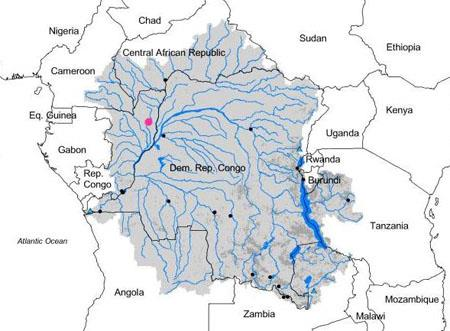 Chad
Nigeria
Sudan
Central African Republic
Ethiopia
Cameroon
Eq. Guinea
Kenya
Uganda
Gabon
Rwanda
Dem. Rep. Congo
Rep.
Congo
Burundi
Tanzania
Atlantic Ocean
Angola
Mozambique
Zambia
Malawi